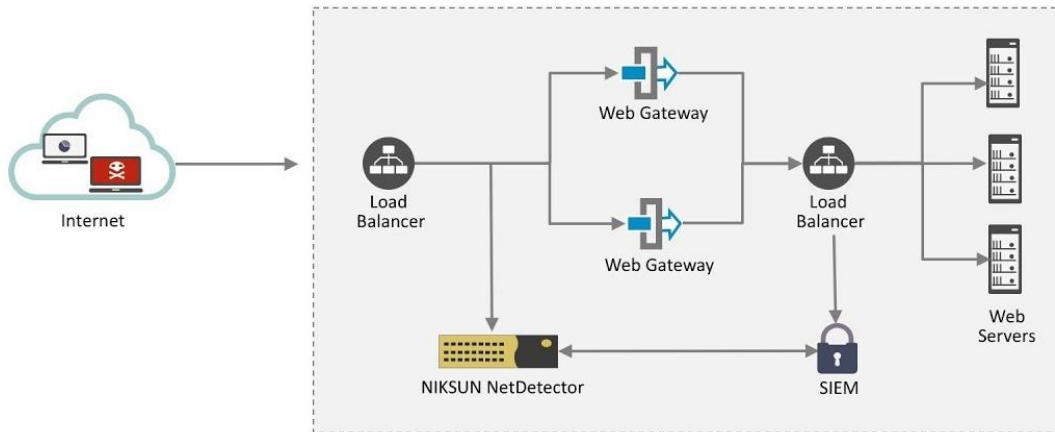 Internet
Load
Balancer
Web Gateway
Web Gateway
Load
Balancer
Web
Servers
NIKSUN NetDetector
SIEM